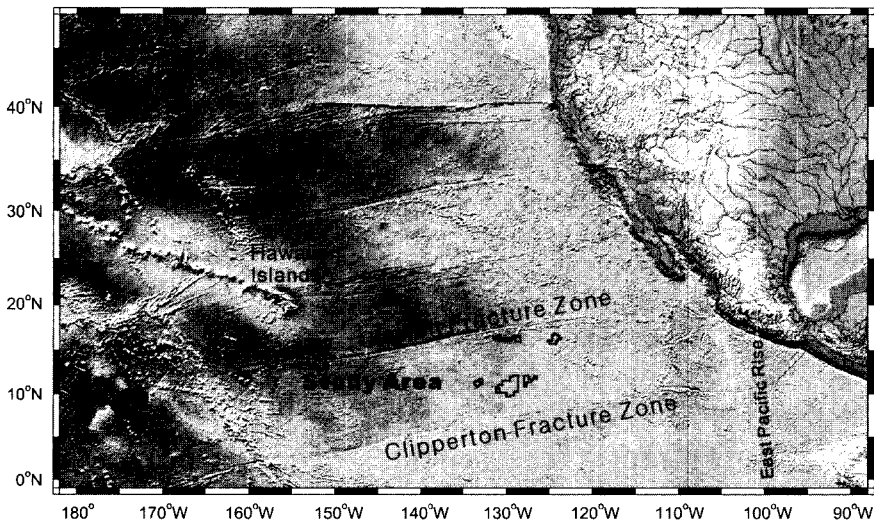 40°N
30°N
20°N
10°N
0°N
Hawaiian
Islands
Fracture Zone
Study Area
Clipperton Fracture Zone
East Pacific Rise
180° 170°W 160°W 150°W 140°W 130°W 120°W 110°W 100°W 90°W